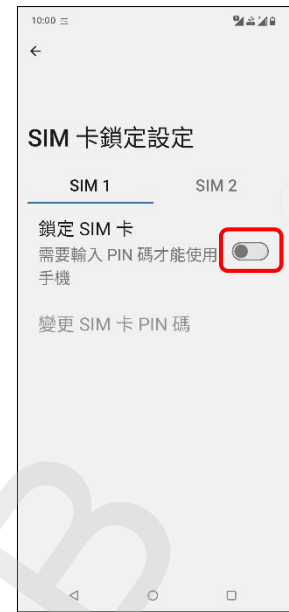 10:00
SIM 卡鎖定設定
SIM 1 SIM 2
鎖定 SIM 卡
需要輸入 PIN 碼才能使用
手機
變更 SIM 卡 PIN 碼
B